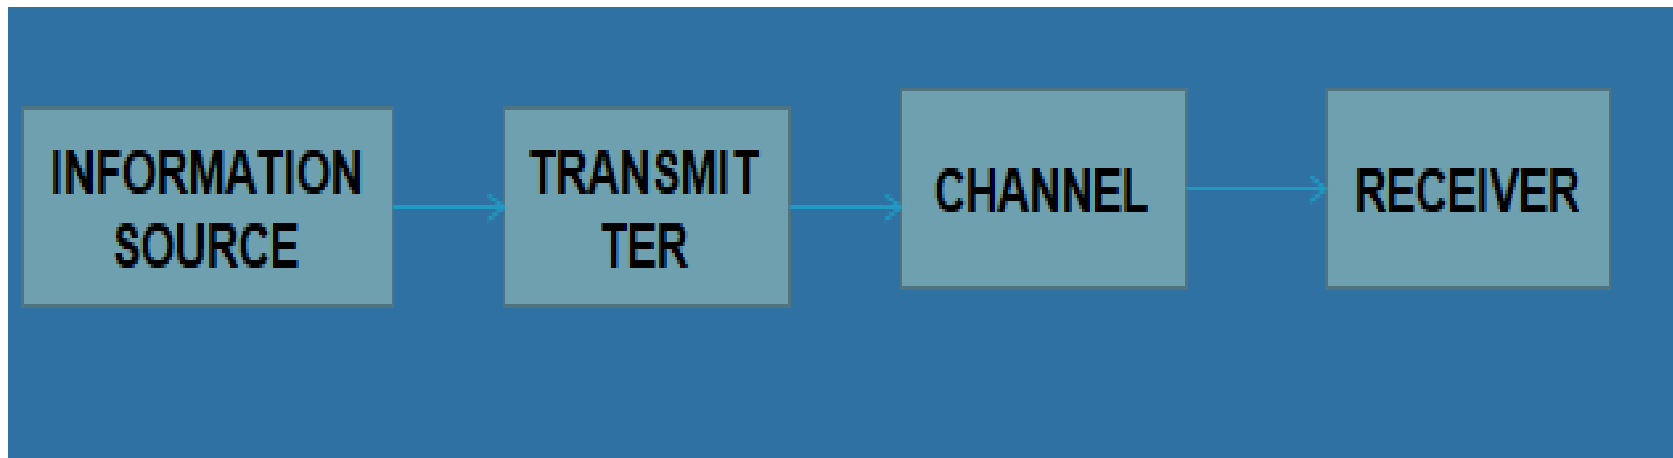 INFORMATION
SOURCE
TRANSMIT
TER
CHANNEL
RECEIVER